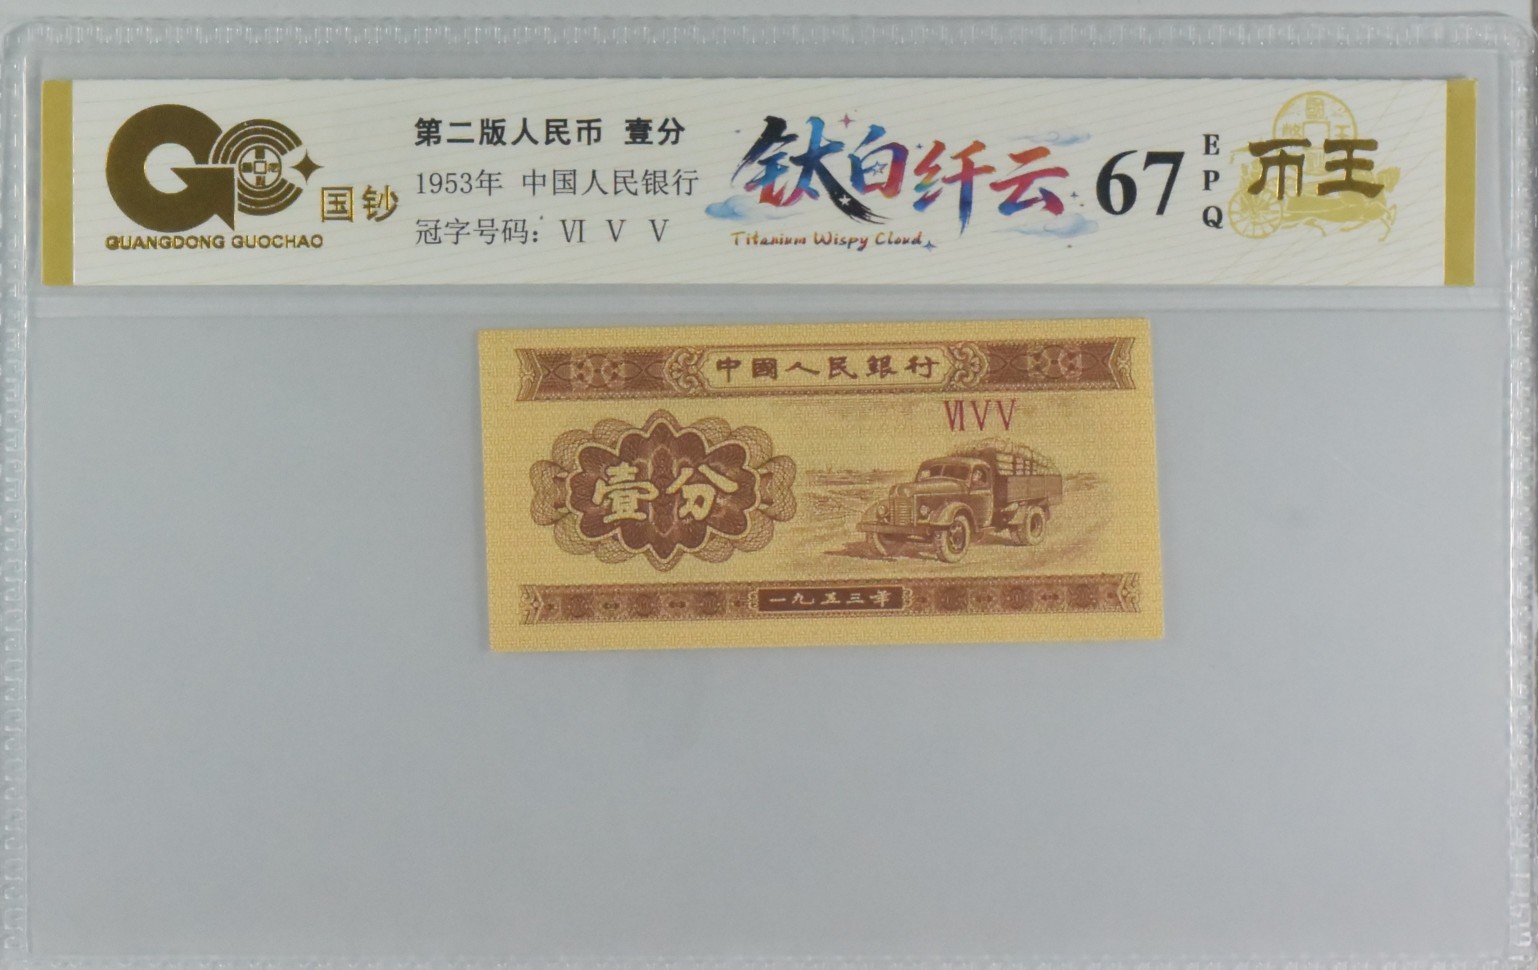 GC
国钞
GUANGDONG GUOCHAO
第二版人民币 壹分
1953年 中国人民银行
冠字号码: Ⅵ Ⅴ Ⅴ
钛白纤云
Titanium Wispy Cloud
67
EPQ
币王
中國人民銀行
ⅥⅤⅤ
壹分
一九五三年